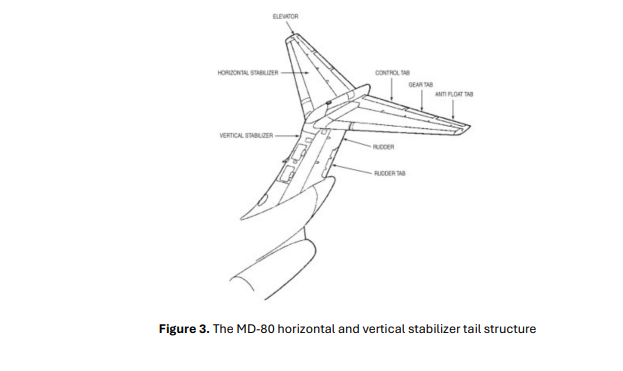 ELEVATOR
HORIZONTAL STABILIZER
CONTROL TAB
GEAR TAB
ANTI FLOAT TAB
VERTICAL STABILIZER
RUDDER
RUDDER TAB
Figure 3. The MD-80 horizontal and vertical stabilizer tail structure